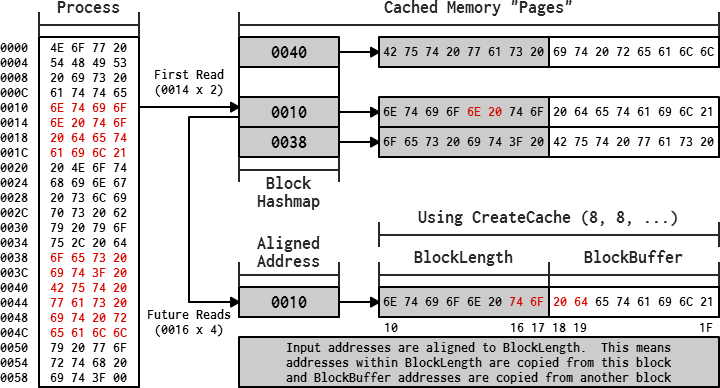 Process
Cached Memory "Pages"
0000 4E 6F 77 20
0004 54 48 49 53
0008 20 69 73 20
000C 61 74 74 65
0010 6E 74 69 6F
0014 6E 20 74 6F
0018 20 64 65 74
001C 61 69 6C 21
0020 20 4E 6F 74
0024 68 69 6E 67
0028 20 73 6C 69
002C 70 73 20 62
0030 79 20 79 6F
0034 75 2C 20 64
0038 6F 65 73 20
003C 69 74 3F 20
0040 42 75 74 20
0044 77 61 73 20
0048 69 74 20 72
004C 65 61 6C 6C
0050 79 20 77 6F
0054 72 74 68 20
0058 69 74 3F 00
First Read
(0014 x 2)
Future Reads
(0016 x 4)
0040 42 75 74 20 77 61 73 20 69 74 20 72 65 61 6C 6C
0010 6E 74 69 6F 6E 20 74 6F 20 64 65 74 61 69 6C 21
0038 6F 65 73 20 69 74 3F 20 42 75 74 20 77 61 73 20
Block
Hashmap
Using CreateCache (8, 8, ...)
Aligned
Address
BlockLength BlockBuffer
0010 6E 74 69 6F 6E 20 74 6F 20 64 65 74 61 69 6C 21
10 16 17 18 19 1F
Input addresses are aligned to BlockLength. This means
addresses within BlockLength are copied from this block
and BlockBuffer addresses are copied from another block